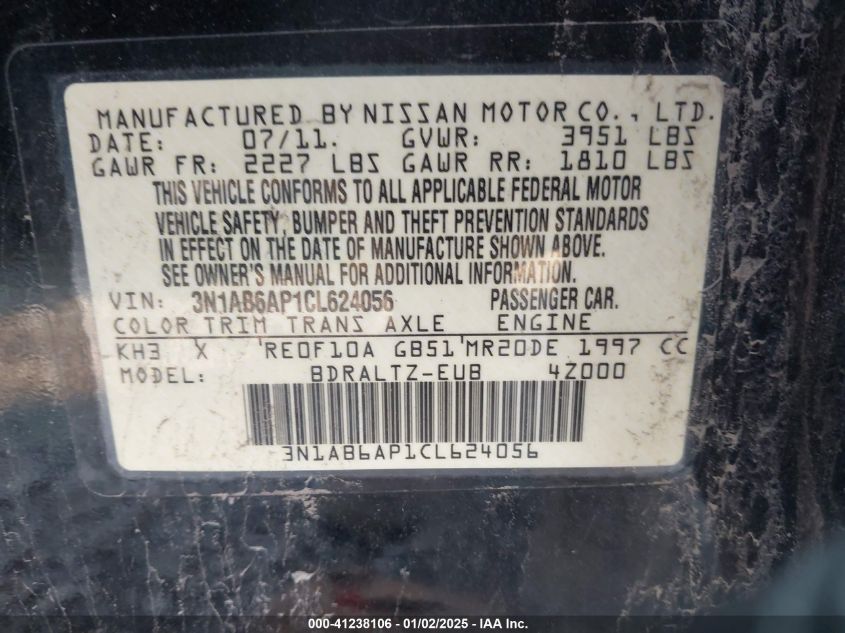 MANUFACTURED BY NISSAN MOTOR CO., LTD.
DATE: 07/11. GVWR: 3951 LBS
GAWR FR: 2227 LBS GAWR RR: 1810 LBS
THIS VEHICLE CONFORMS TO ALL APPLICABLE FEDERAL MOTOR
VEHICLE SAFETY, BUMPER AND THEFT PREVENTION STANDARDS
IN EFFECT ON THE DATE OF MANUFACTURE SHOWN ABOVE.
SEE OWNER'S MANUAL FOR ADDITIONAL INFORMATION.
VIN: 3N1AB6AP1CL624056 PASSENGER CAR.
COLOR TRIM TRANS AXLE ENGINE
KH3 X 'RE0F10A GB51'MR20DE 1997 CC
MODEL: BDRALTZ-EUB 4Z000
3N1AB6AP1CL624056
000-41238106 - 01/02/2025 - IAA Inc.